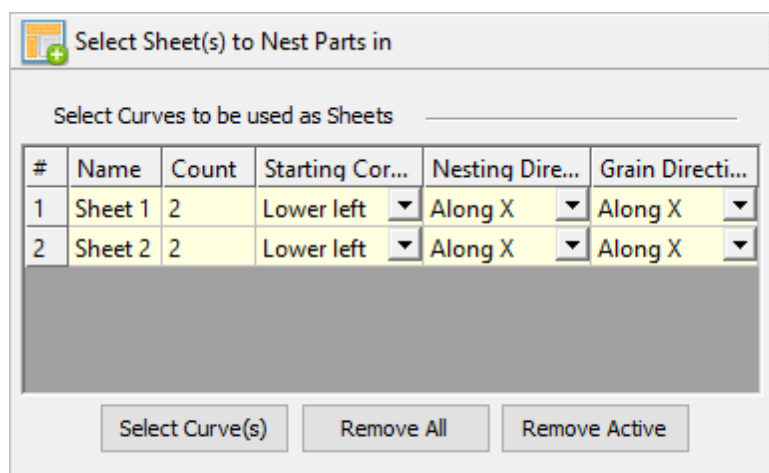 Select Sheet(s) to Nest Parts in
Select Curves to be used as Sheets
# Name Count Starting Cor... Nesting Dire... Grain Directi...
1 Sheet 1 2 Lower left Along X Along X
2 Sheet 2 2 Lower left Along X Along X
Select Curve(s) Remove All Remove Active